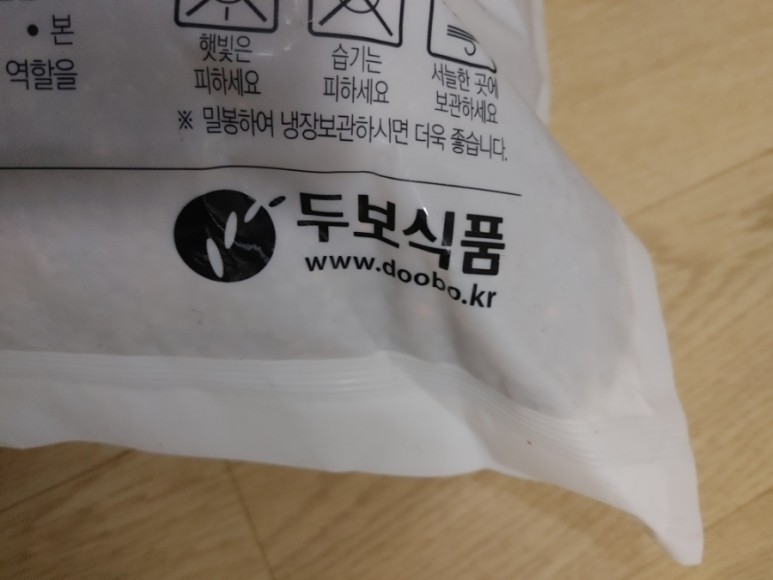 • 본
역할을
햇빛은
피하세요
습기는
피하세요
서늘한 곳에
보관하세요
※ 밀봉하여 냉장보관하시면 더욱 좋습니다.
두보식품
www.doobo.kr